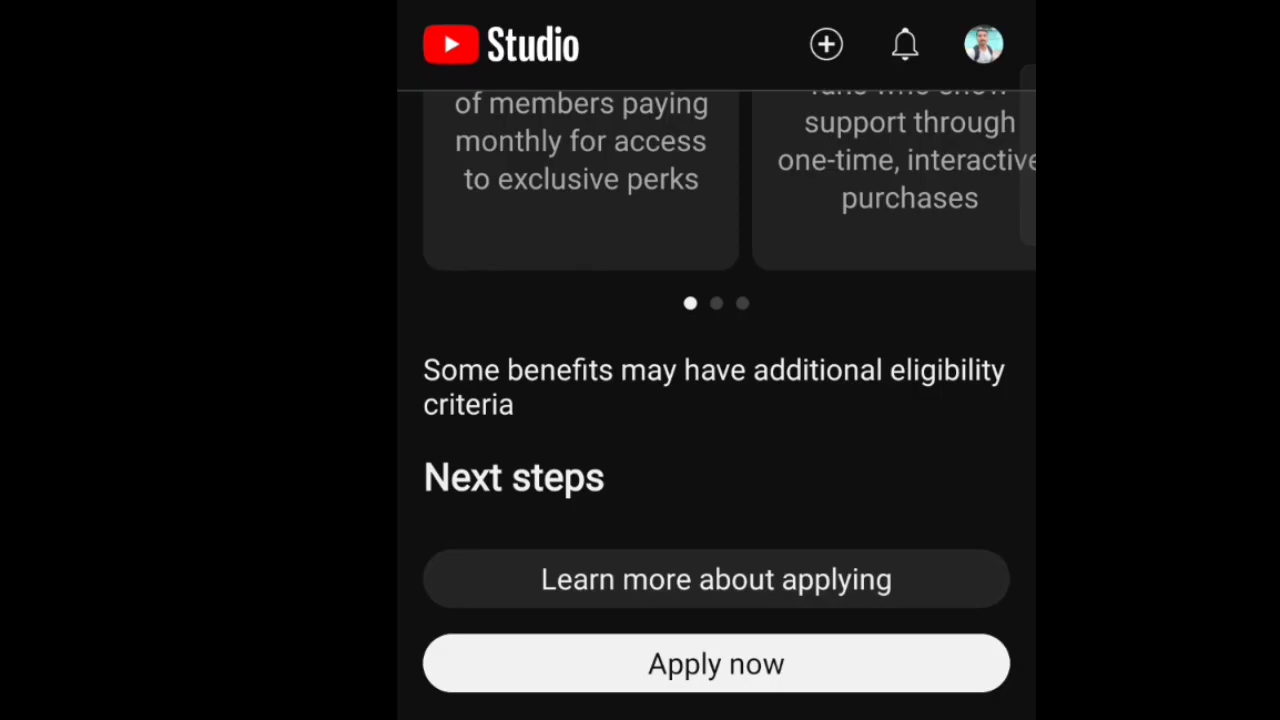 Studio
of members paying
monthly for access
to exclusive perks
support through
one-time, interactive
purchases
Some benefits may have additional eligibility
criteria
Next steps
Learn more about applying
Apply now